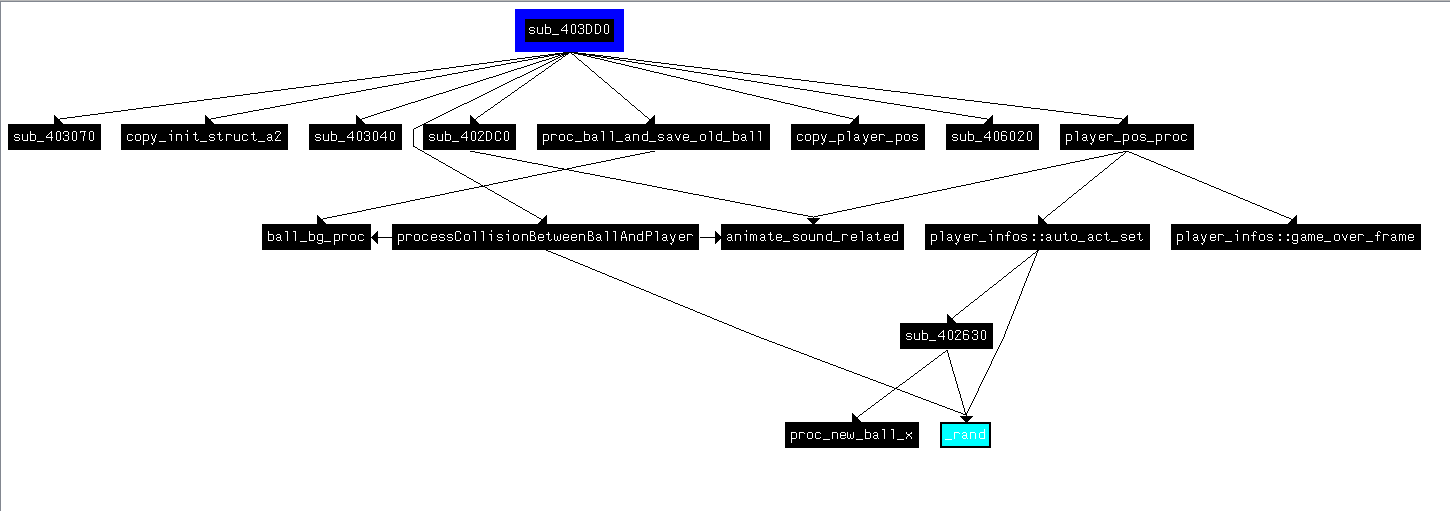 sub_403DD0
sub_403070 copy_init_struct_a2 sub_403040 sub_402DC0 proc_ball_and_save_old_ball copy_player_pos sub_406020 player_pos_proc
ball_bg_proc processCollisionBetweenBallAndPlayer animate_sound_related player_infos::auto_act_set player_infos::game_over_frame
sub_402630
proc_new_ball_x _rand